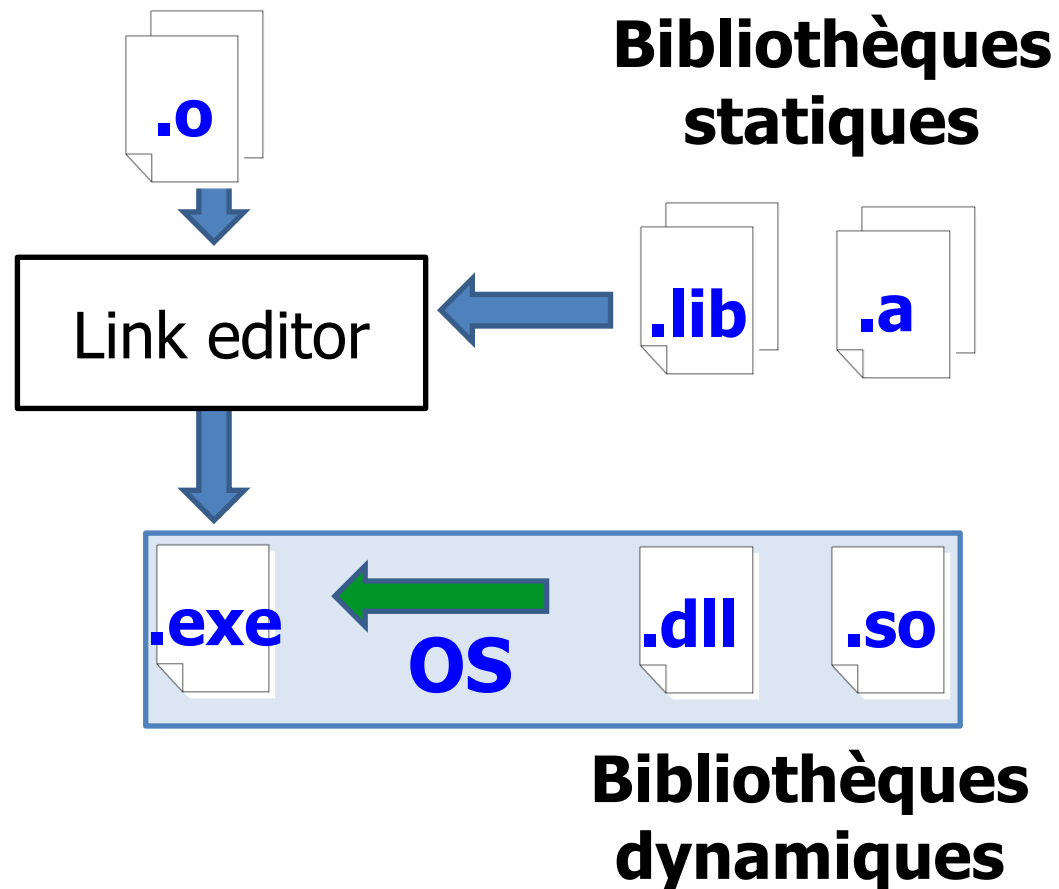 Bibliothèques
statiques
.o
.lib
.a
Link editor
.exe
OS
.dll
.so
Bibliothèques
dynamiques